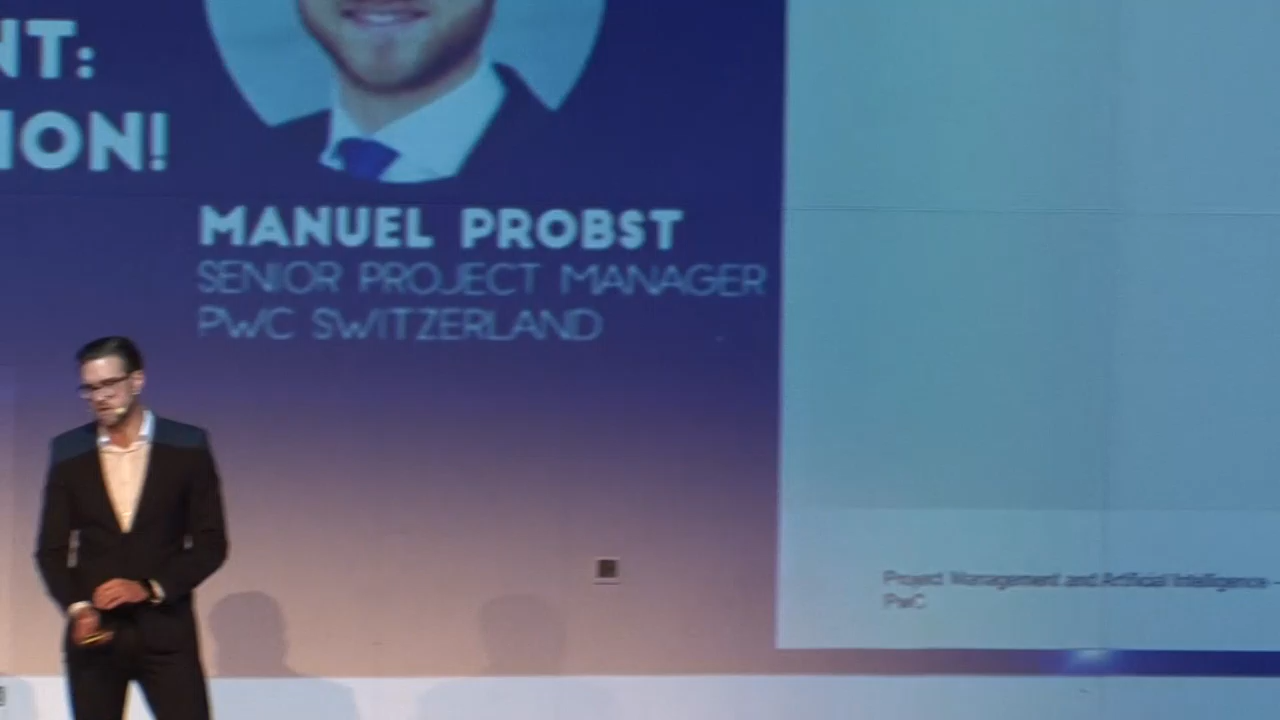 NT:
ION!
MANUEL PROBST
SENIOR PROJECT MANAGER
PWC SWITZERLAND
Project Management and Artificial Intelligence -
PwC